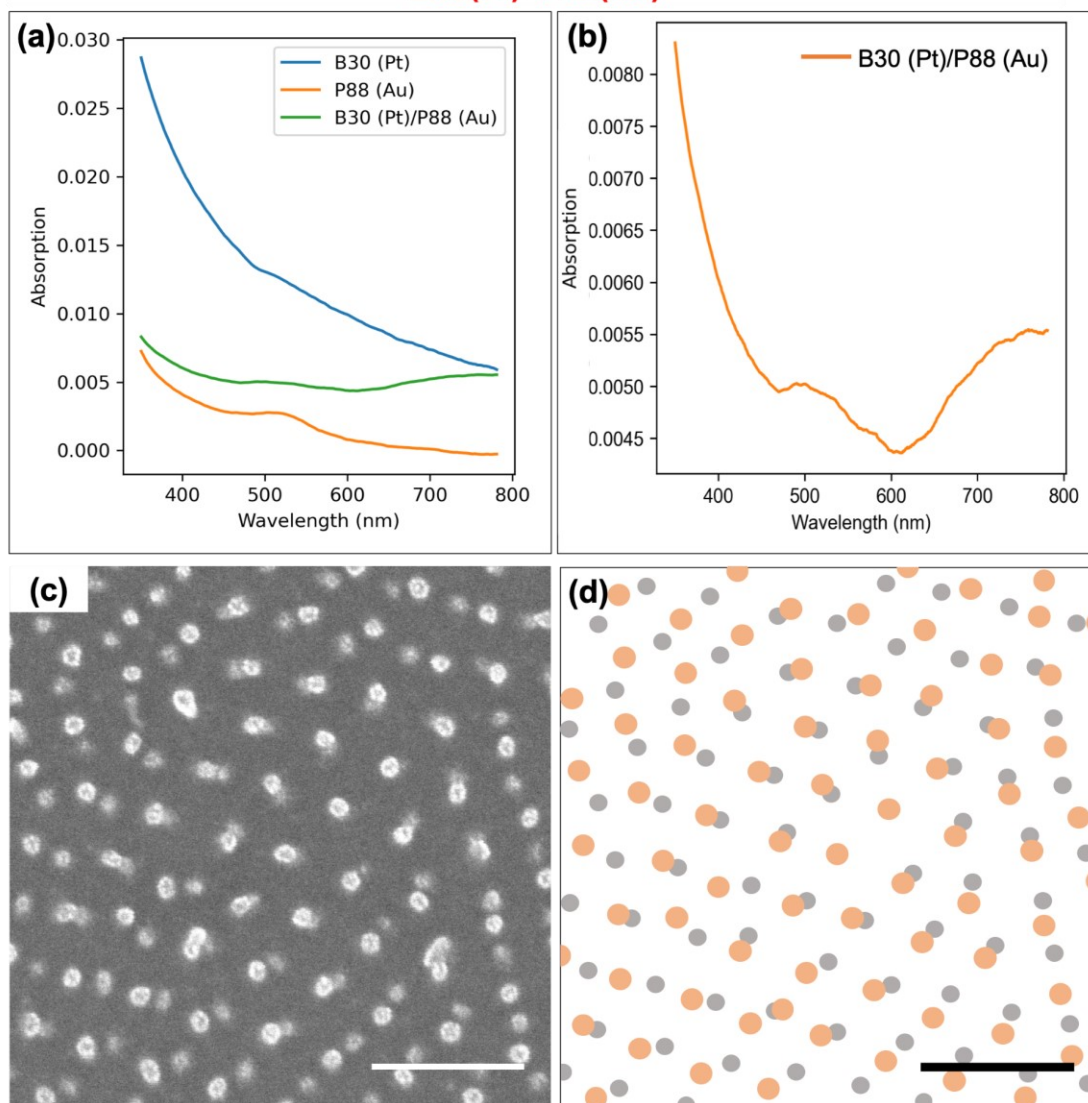 (a)
0.030
0.025
0.020
0.015
0.010
0.005
0.000
Absorption
B30 (Pt)
P88 (Au)
B30 (Pt)/P88 (Au)
400 500 600 700 800
Wavelength (nm)
(b)
B30 (Pt)/P88 (Au)
0.0080
0.0075
0.0070
0.0065
0.0060
0.0055
0.0050
0.0045
Absorption
400 500 600 700 800
Wavelength (nm)
(c)
(d)